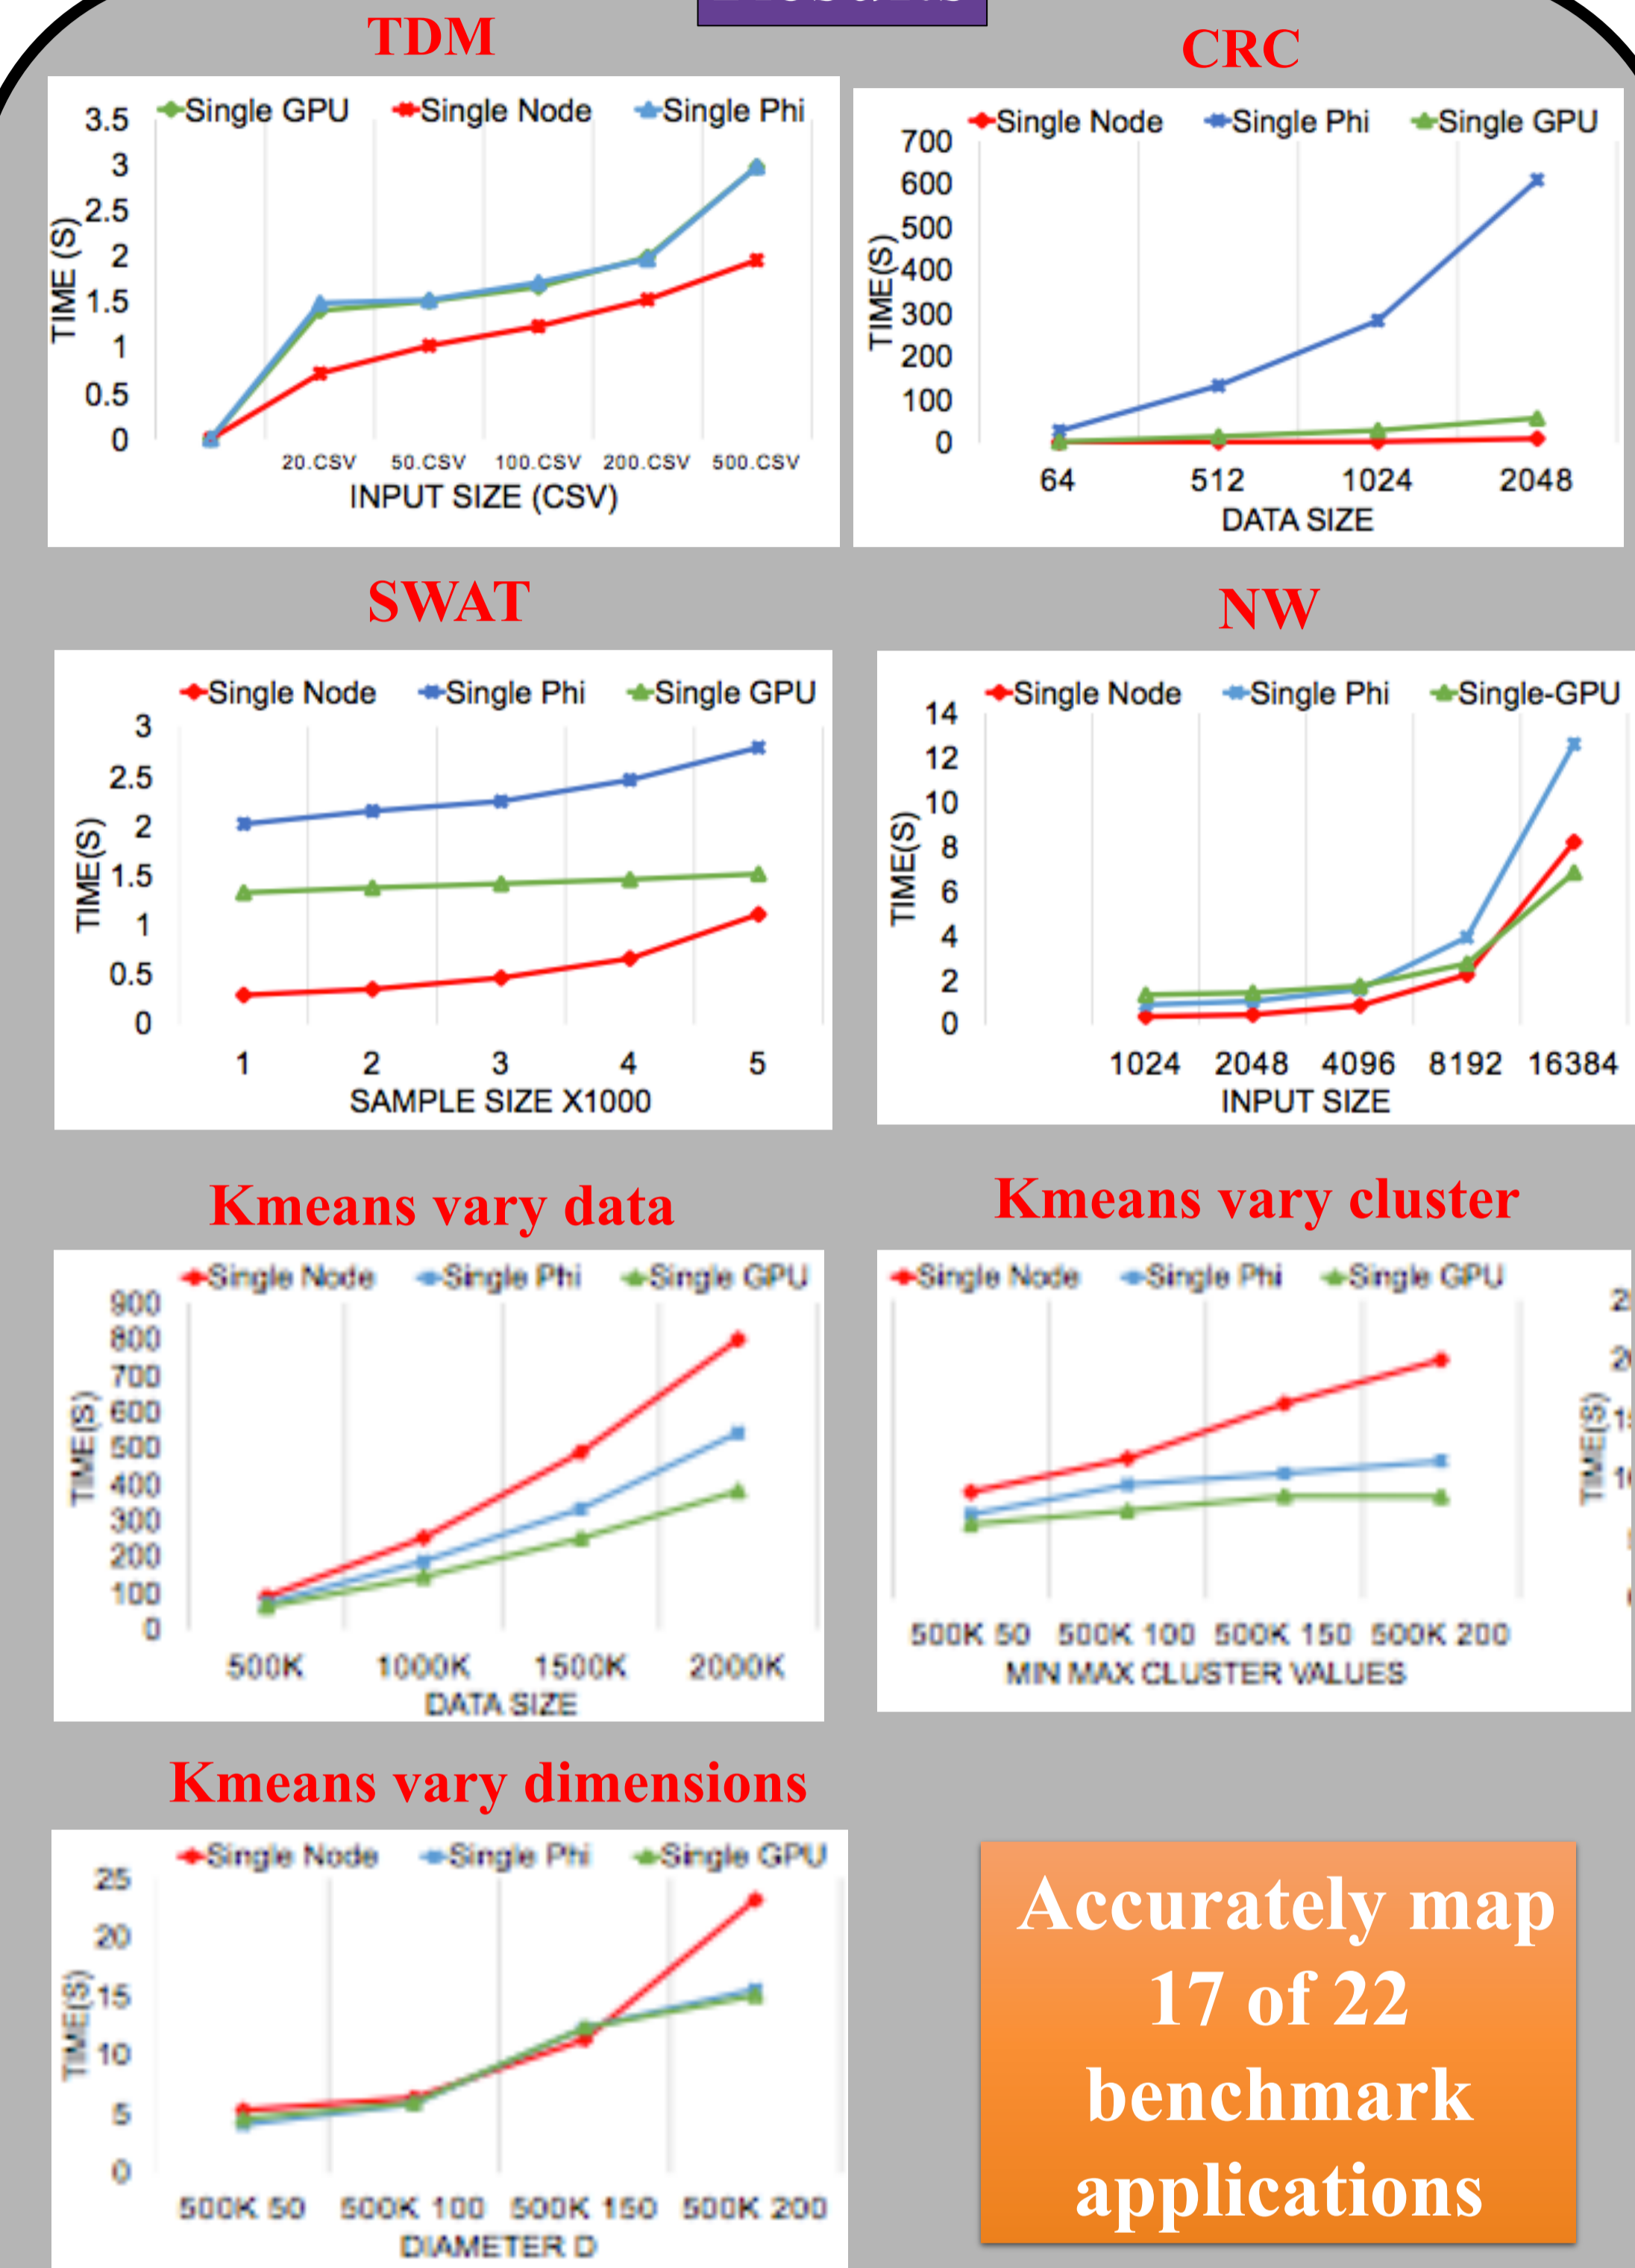 TDM
Single GPU Single Node Single Phi
3.5
3
2.5
2
1.5
1
0.5
0
TIME (S)
20.CSV 50.CSV 100.CSV 200.CSV 500.CSV
INPUT SIZE (CSV)
CRC
Single Node Single Phi Single GPU
700
600
500
400
300
200
100
0
TIME(S)
64 512 1024 2048
DATA SIZE
SWAT
Single Node Single Phi Single GPU
3
2.5
2
1.5
1
0.5
0
TIME(S)
1 2 3 4 5
SAMPLE SIZE X1000
NW
Single Node Single Phi Single-GPU
14
12
10
8
6
4
2
0
TIME(S)
1024 2048 4096 8192 16384
INPUT SIZE
Kmeans vary data
Single Node Single Phi Single GPU
900
800
700
600
500
400
300
200
100
0
TIME(S)
500K 1000K 1500K 2000K
DATA SIZE
Kmeans vary cluster
Single Node Single Phi Single GPU
TIME(S)
500K 50 500K 100 500K 150 500K 200
MIN MAX CLUSTER VALUES
Kmeans vary dimensions
Single Node Single Phi Single GPU
25
20
15
10
5
0
TIME(S)
500K 50 500K 100 500K 150 500K 200
DIAMETER D
Accurately map
17 of 22
benchmark
applications